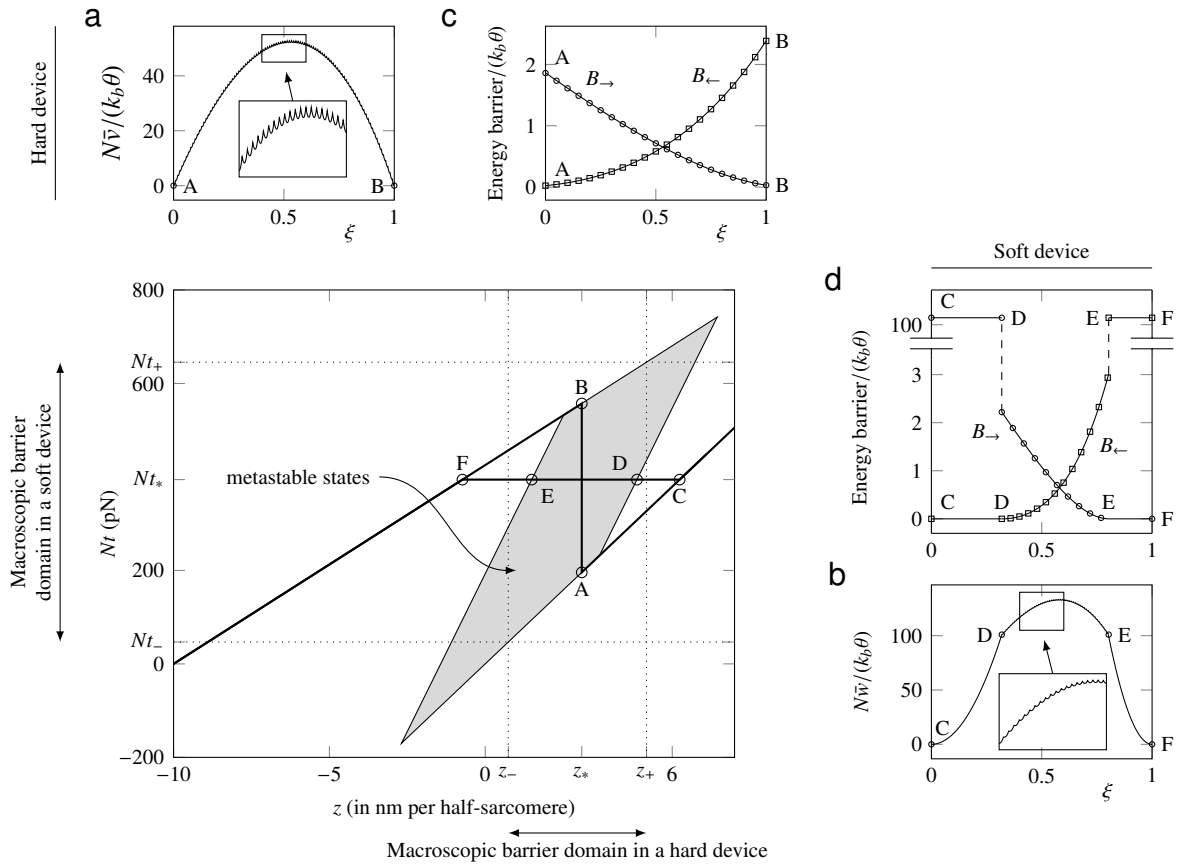 a
Hard device
Nv̄/(k_bθ)
40
20
0
A
B
0
0.5
1
ξ
c
Energy barrier/(k_bθ)
2
1
0
A
B→
B←
B
A
B
0
0.5
1
ξ
Macroscopic barrier
domain in a soft device
Nt (pN)
800
Nt₊
600
Nt*
200
Nt₋
0
−200
B
F
E
D
C
A
metastable states
−10
−5
0
z₋
z*
z₊
6
z (in nm per half-sarcomere)
Macroscopic barrier domain in a hard device
Soft device
d
Energy barrier/(k_bθ)
100
3
2
1
0
C
D
E
F
B→
B←
C
D
E
F
0
0.5
1
b
Nw̄/(k_bθ)
100
50
0
D
E
C
F
0
0.5
1
ξ